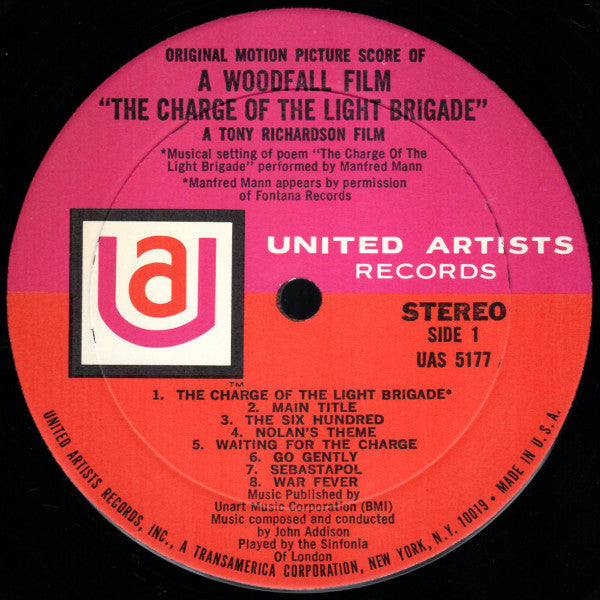 ORIGINAL MOTION PICTURE SCORE OF
A WOODFALL FILM
"THE CHARGE OF THE LIGHT BRIGADE"
A TONY RICHARDSON FILM
*Musical setting of poem "The Charge Of The
Light Brigade" performed by Manfred Mann
*Manfred Mann appears by permission
of Fontana Records
ua
UNITED ARTISTS
RECORDS
STEREO
SIDE 1
UAS 5177
TM
1. THE CHARGE OF THE LIGHT BRIGADE*
2. MAIN TITLE
3. THE SIX HUNDRED
4. NOLAN'S THEME
5. WAITING FOR THE CHARGE
6. GO GENTLY
7. SEBASTAPOL
8. WAR FEVER
Music Published by
Unart Music Corporation (BMI)
Music composed and conducted
by John Addison
Played by the Sinfonia
Of London
UNITED ARTISTS RECORDS, INC., A TRANSAMERICA CORPORATION, NEW YORK, N.Y. 10019 • MADE IN U.S.A.